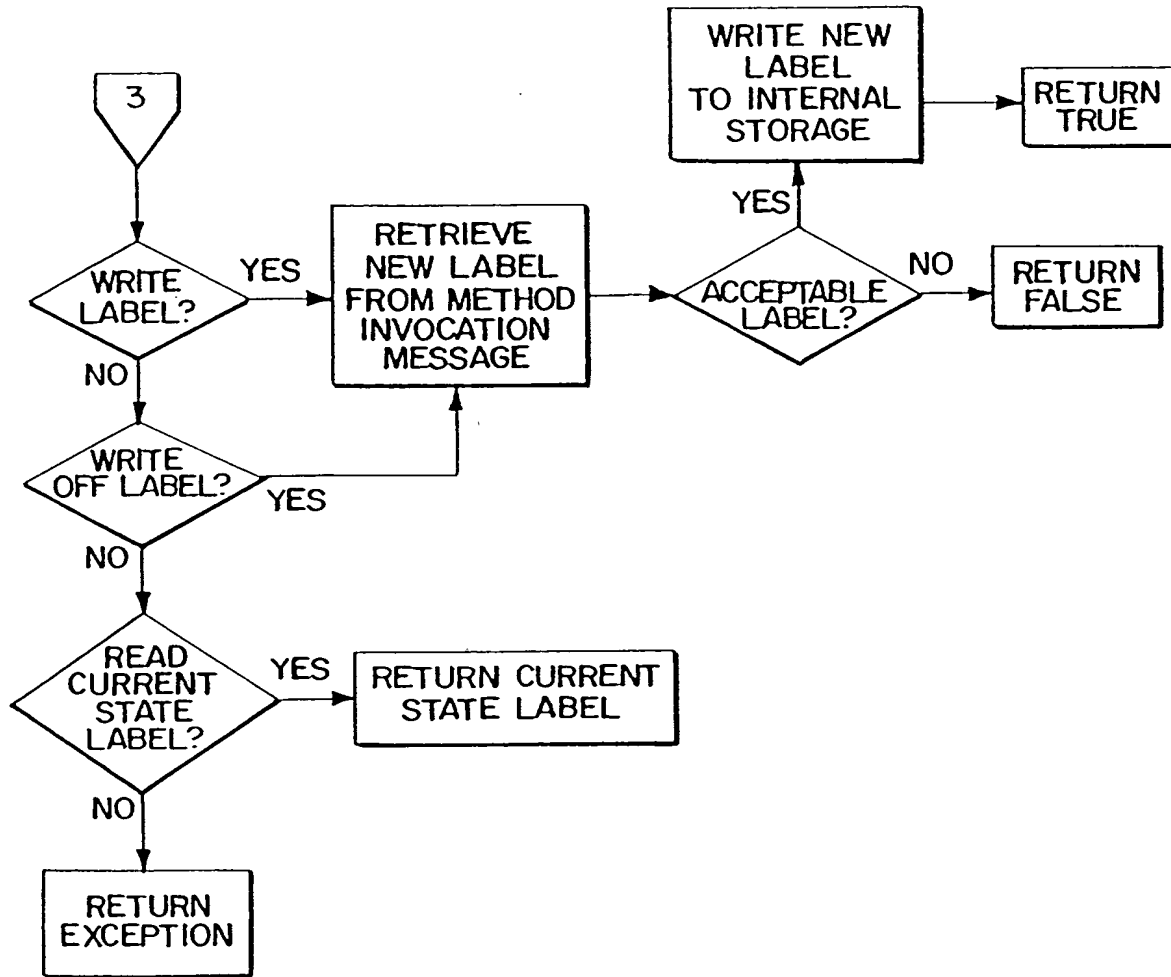 3
WRITE
LABEL?
YES
NO
RETRIEVE
NEW LABEL
FROM METHOD
INVOCATION
MESSAGE
ACCEPTABLE
LABEL?
YES
NO
WRITE NEW
LABEL
TO INTERNAL
STORAGE
RETURN
TRUE
RETURN
FALSE
WRITE
OFF LABEL?
YES
NO
READ
CURRENT
STATE
LABEL?
YES
NO
RETURN CURRENT
STATE LABEL
RETURN
EXCEPTION